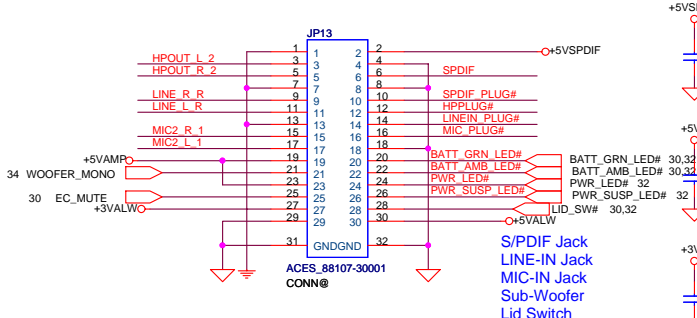 +5VS
JP13
1 1 2 2 +5VSPDIF
HPOUT_L_2 3 3 4 4
HPOUT_R_2 5 5 6 6 SPDIF
7 7 8 8
LINE_R_R 9 9 10 10 SPDIF_PLUG#
LINE_L_R 11 11 12 12 HPPLUG#
13 13 14 14 LINEIN_PLUG#
MIC2_R_1 15 15 16 16 MIC_PLUG#
MIC2_L_1 17 17 18 18
+5VAMP 19 19 20 20 BATT_GRN_LED# BATT_GRN_LED# 30,32
34 WOOFER_MONO 21 21 22 22 BATT_AMB_LED# BATT_AMB_LED# 30,32
23 23 24 24 PWR_LED# PWR_LED# 32
30 EC_MUTE 25 25 26 26 PWR_SUSP_LED# PWR_SUSP_LED# 32
+3VALW 27 27 28 28 LID_SW# 30,32
29 29 30 30 +5VALW
31 GND GND 32
ACES_88107-30001
CONN@
S/PDIF Jack
LINE-IN Jack
MIC-IN Jack
Sub-Woofer
Lid Switch
+5V
+3V